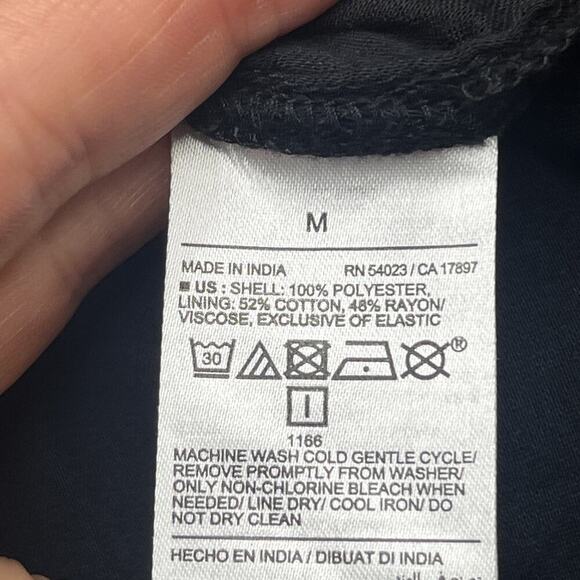 M
MADE IN INDIA RN 54023 / CA 17897
■ US : SHELL: 100% POLYESTER,
LINING: 52% COTTON, 48% RAYON/
VISCOSE, EXCLUSIVE OF ELASTIC
30 ®
1166
MACHINE WASH COLD GENTLE CYCLE/
REMOVE PROMPTLY FROM WASHER/
ONLY NON-CHLORINE BLEACH WHEN
NEEDED/ LINE DRY/ COOL IRON/ DO
NOT DRY CLEAN
HECHO EN INDIA / DIBUAT DI INDIA